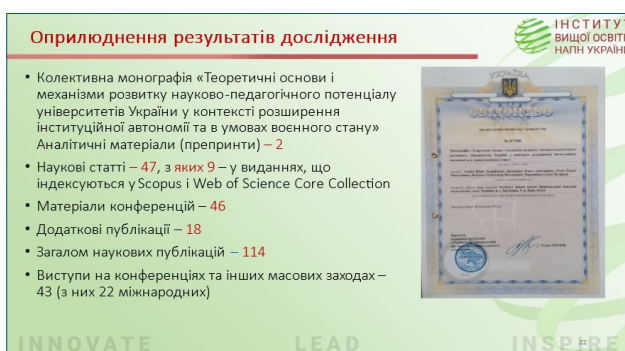 Оприлюднення результатів дослідження
ІНСТИТУТ
ВИЩОЇ ОСВІТИ
НАПН УКРАЇНИ
• Колективна монографія «Теоретичні основи і
механізми розвитку науково-педагогічного потенціалу
університетів України у контексті розширення
інституційної автономії та в умовах воєнного стану»
Аналітичні матеріали (препринти) – 2
• Наукові статті – 47, з яких 9 – у виданнях, що
індексуються у Scopus і Web of Science Core Collection
• Матеріали конференцій – 46
• Додаткові публікації – 18
• Загалом наукових публікацій – 114
• Виступи на конференціях та інших масових заходах –
43 (з них 22 міжнародних)
УКРАЇНА
СВІДОЦТВО
INNOVATE
LEAD
INSPIRE
22